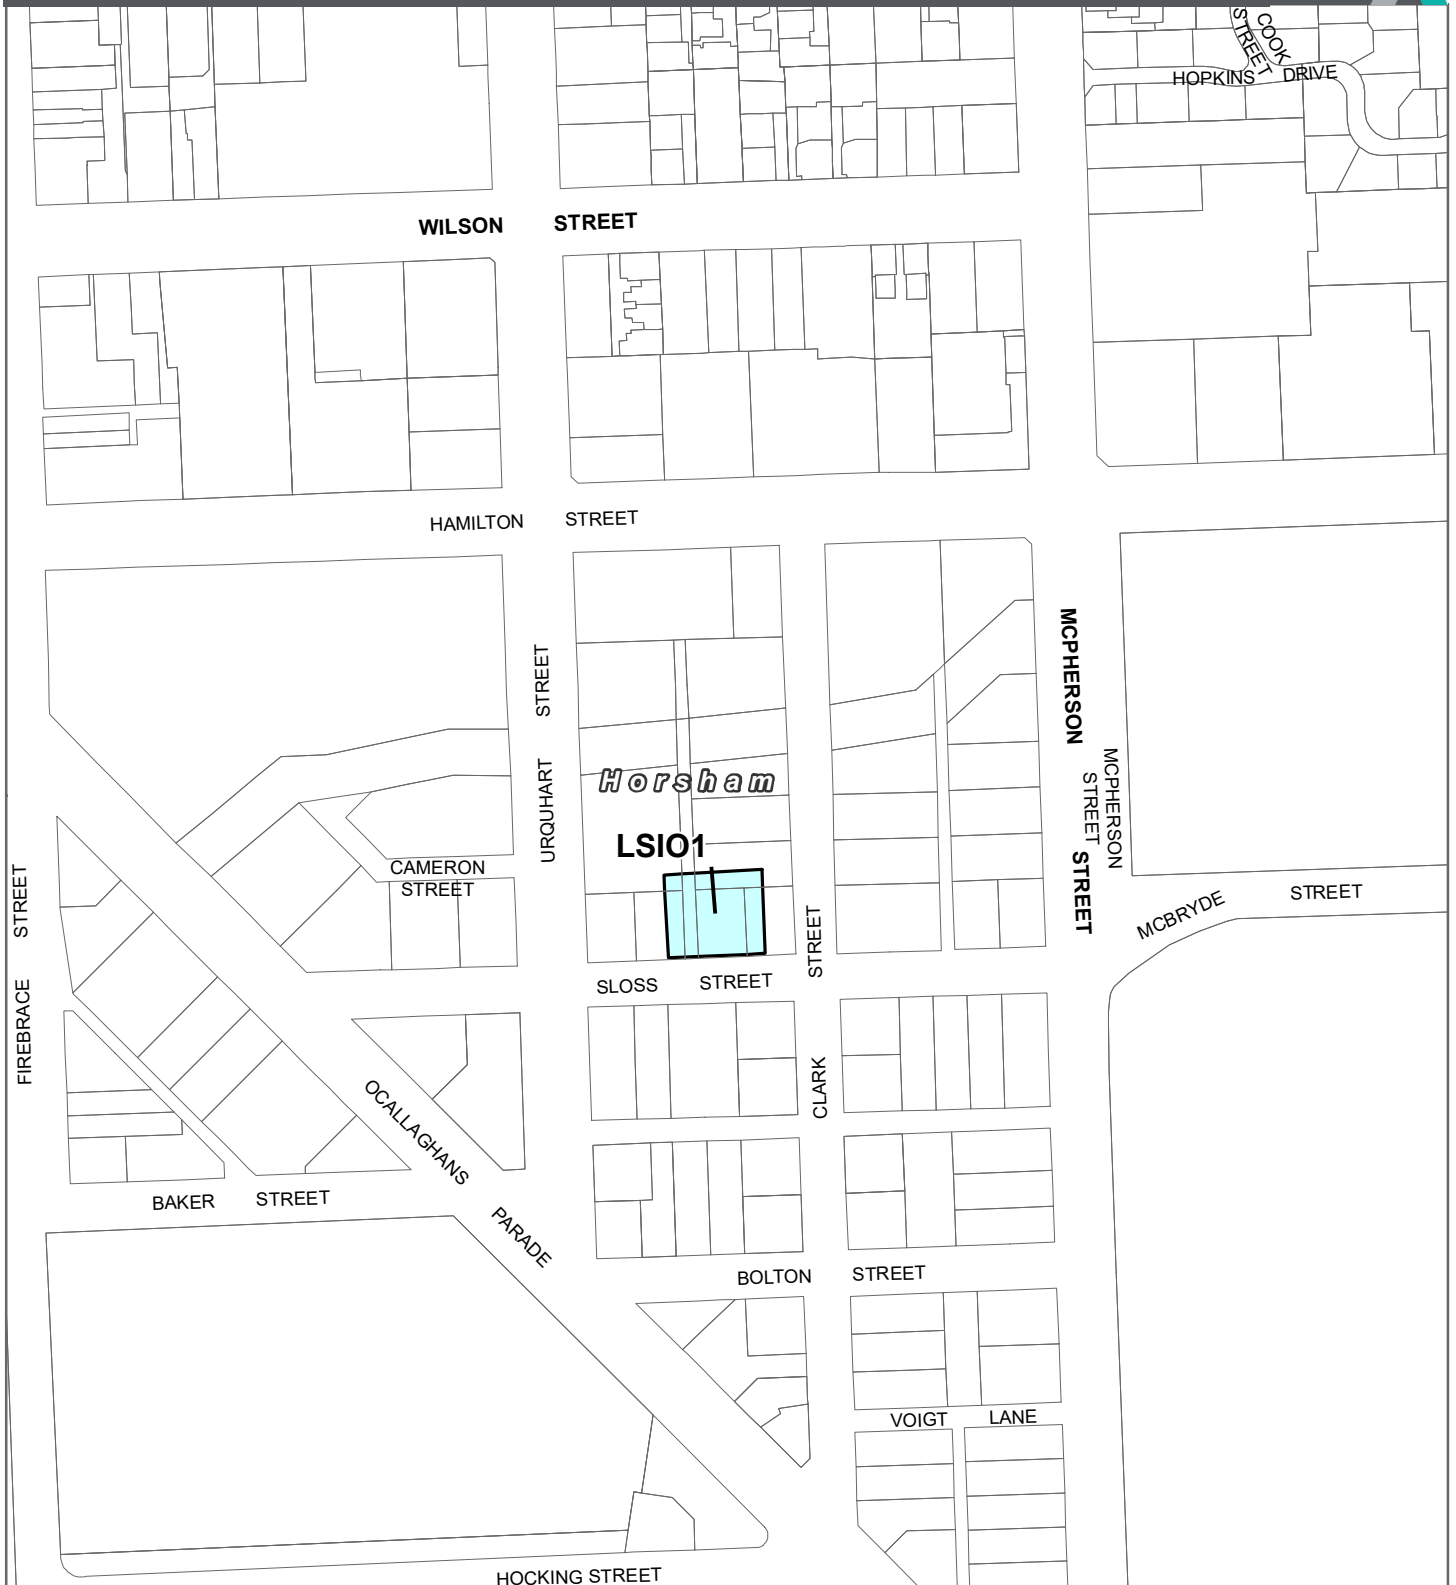 COOK
STREET
HOPKINS DRIVE
WILSON STREET
HAMILTON STREET
URQUHART STREET
MCPHERSON STREET
MCPHERSON
STREET
Horsham
LSIO1
CAMERON
STREET
FIREBRACE STREET
MCBRYDE STREET
SLOSS STREET
CLARK STREET
OCALLAGHANS PARADE
BAKER STREET
BOLTON STREET
VOIGT LANE
HOCKING STREET